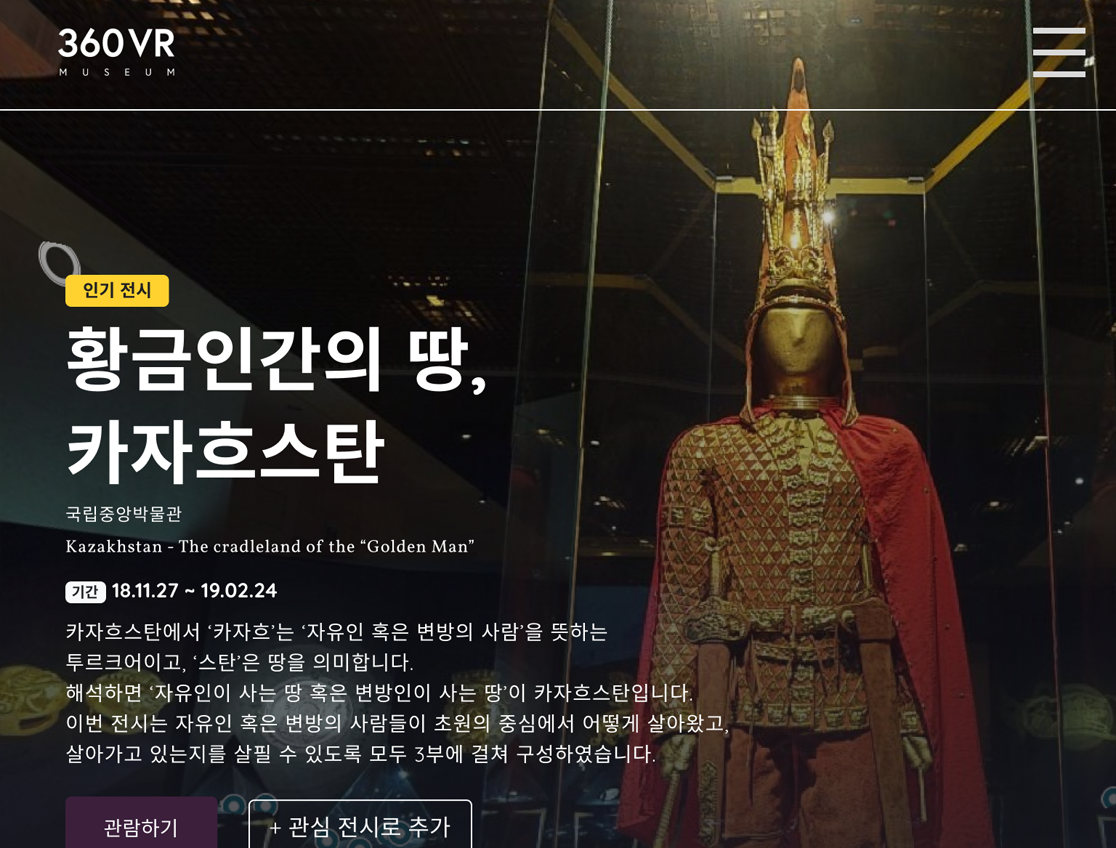 360VR
MUSEUM
인기 전시
황금인간의 땅,
카자흐스탄
국립중앙박물관
Kazakhstan - The cradleland of the “Golden Man”
기간 18.11.27 ~ 19.02.24
카자흐스탄에서 ‘카자흐’는 ‘자유인 혹은 변방의 사람’을 뜻하는
투르크어이고, ‘스탄’은 땅을 의미합니다.
해석하면 ‘자유인이 사는 땅 혹은 변방인이 사는 땅’이 카자흐스탄입니다.
이번 전시는 자유인 혹은 변방의 사람들이 초원의 중심에서 어떻게 살아왔고,
살아가고 있는지를 살필 수 있도록 모두 3부에 걸쳐 구성하였습니다.
관람하기
+ 관심 전시로 추가